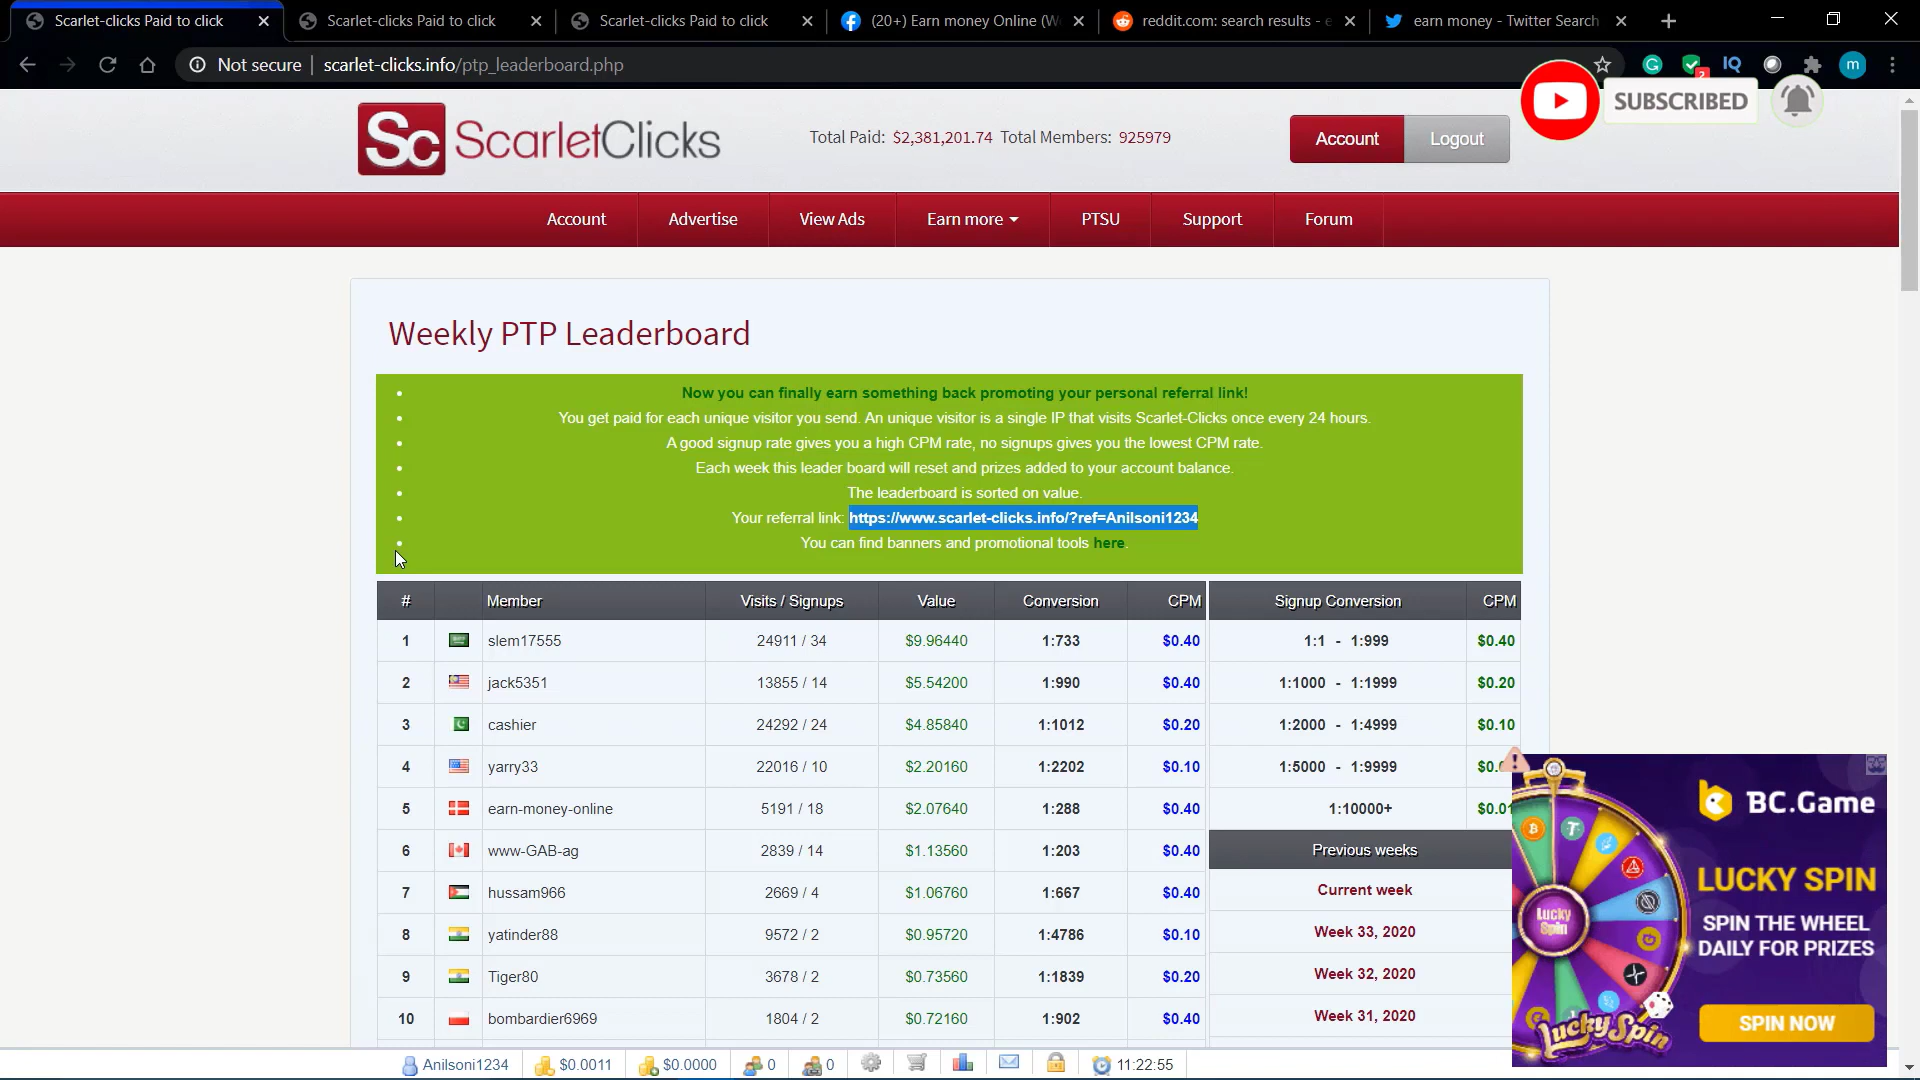 Scarlet-clicks Paid to click
Scarlet-clicks Paid to click
Scarlet-clicks Paid to click
(20+) Earn money Online (W
reddit.com: search results - e
earn money - Twitter Search
Not secure
scarlet-clicks.info/ptp_leaderboard.php
2
IQ
m
SUBSCRIBED
Sc ScarletClicks
Total Paid: $2,381,201.74 Total Members: 925979
Account
Logout
Account
Advertise
View Ads
Earn more
PTSU
Support
Forum
Weekly PTP Leaderboard
Now you can finally earn something back promoting your personal referral link!
You get paid for each unique visitor you send. An unique visitor is a single IP that visits Scarlet-Clicks once every 24 hours.
A good signup rate gives you a high CPM rate, no signups gives you the lowest CPM rate.
Each week this leader board will reset and prizes added to your account balance.
The leaderboard is sorted on value.
Your referral link: https://www.scarlet-clicks.info/?ref=Anilsoni1234
You can find banners and promotional tools here.
# Member Visits / Signups Value Conversion CPM
1 slem17555 24911 / 34 $9.96440 1:733 $0.40
2 jack5351 13855 / 14 $5.54200 1:990 $0.40
3 cashier 24292 / 24 $4.85840 1:1012 $0.20
4 yarry33 22016 / 10 $2.20160 1:2202 $0.10
5 earn-money-online 5191 / 18 $2.07640 1:288 $0.40
6 www-GAB-ag 2839 / 14 $1.13560 1:203 $0.40
7 hussam966 2669 / 4 $1.06760 1:667 $0.40
8 yatinder88 9572 / 2 $0.95720 1:4786 $0.10
9 Tiger80 3678 / 2 $0.73560 1:1839 $0.20
10 bombardier6969 1804 / 2 $0.72160 1:902 $0.40
Signup Conversion CPM
1:1 - 1:999 $0.40
1:1000 - 1:1999 $0.20
1:2000 - 1:4999 $0.10
1:5000 - 1:9999 $0.
1:10000+ $0.01
Previous weeks
Current week
Week 33, 2020
Week 32, 2020
Week 31, 2020
BC.Game
LUCKY SPIN
SPIN THE WHEEL
DAILY FOR PRIZES
SPIN NOW
Lucky
Spin
LuckySpin
Anilsoni1234
$0.0011
$0.0000
0
0
11:22:55